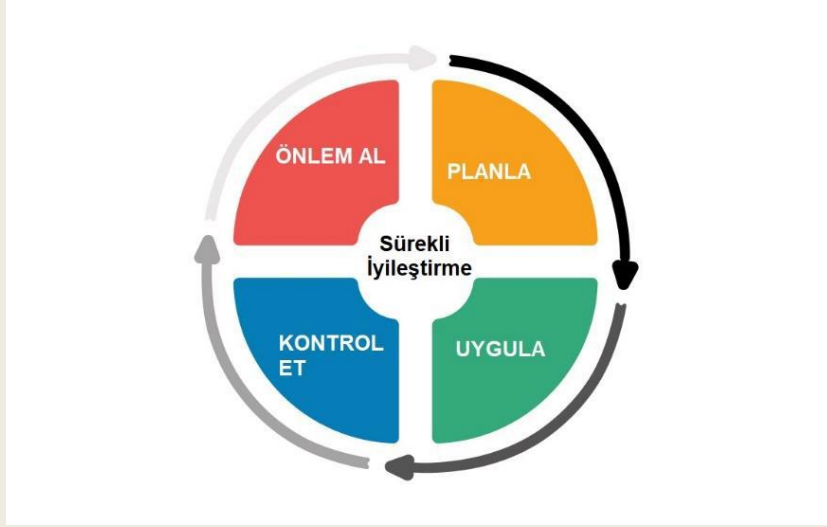 ÖNLEM AL
PLANLA
Sürekli
İyileştirme
KONTROL
ET
UYGULA